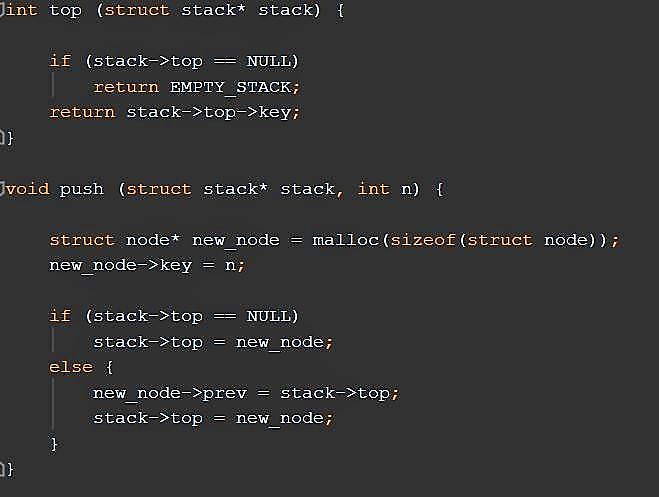 int top (struct stack* stack) {
if (stack->top == NULL)
return EMPTY_STACK;
return stack->top->key;
}
void push (struct stack* stack, int n) {
struct node* new_node = malloc(sizeof(struct node));
new_node->key = n;
if (stack->top == NULL)
stack->top = new_node;
else {
new_node->prev = stack->top;
stack->top = new_node;
}
}